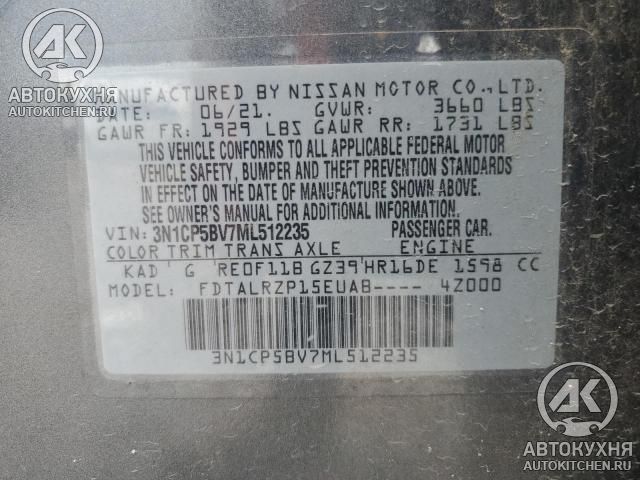 MANUFACTURED BY NISSAN MOTOR CO.,LTD.
DATE: 06/21. GVWR: 3660 LBS
GAWR FR: 1929 LBS GAWR RR: 1731 LBS
THIS VEHICLE CONFORMS TO ALL APPLICABLE FEDERAL MOTOR
VEHICLE SAFETY, BUMPER AND THEFT PREVENTION STANDARDS
IN EFFECT ON THE DATE OF MANUFACTURE SHOWN ABOVE.
SEE OWNER'S MANUAL FOR ADDITIONAL INFORMATION.
VIN: 3N1CP5BV7ML512235 PASSENGER CAR.
COLOR TRIM TRANS AXLE ENGINE
KAD G RE0F11B GZ39 HR16DE 1598 CC
MODEL: FDTALRZP15EUAB---- 4Z000
3N1CP5BV7ML512235
АК
АВТОКУХНЯ
AUTOKITCHEN.RU
АК
АВТОКУХНЯ
AUTOKITCHEN.RU